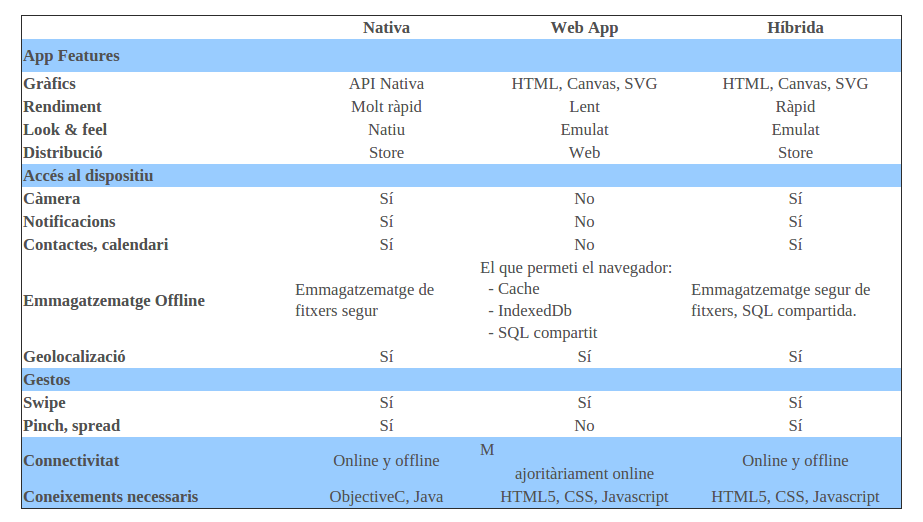 Nativa Web App Híbrida
App Features
Gràfics API Nativa HTML, Canvas, SVG HTML, Canvas, SVG
Rendiment Molt ràpid Lent Ràpid
Look & feel Natiu Emulat Emulat
Distribució Store Web Store
Accés al dispositiu
Càmera Sí No Sí
Notificacions Sí No Sí
Contactes, calendari Sí No Sí
Emmagatzematge Offline
Emmagatzematge de
fitxers segur
El que permeti el navegador:
- Cache
- IndexedDb
- SQL compartit
Emmagatzematge segur de
fitxers, SQL compartida.
Geolocalizació Sí Sí Sí
Gestos
Swipe Sí Sí Sí
Pinch, spread Sí No Sí
Connectivitat Online y offline
M
ajoritàriament online
Online y offline
Coneixements necessaris ObjectiveC, Java HTML5, CSS, Javascript HTML5, CSS, Javascript